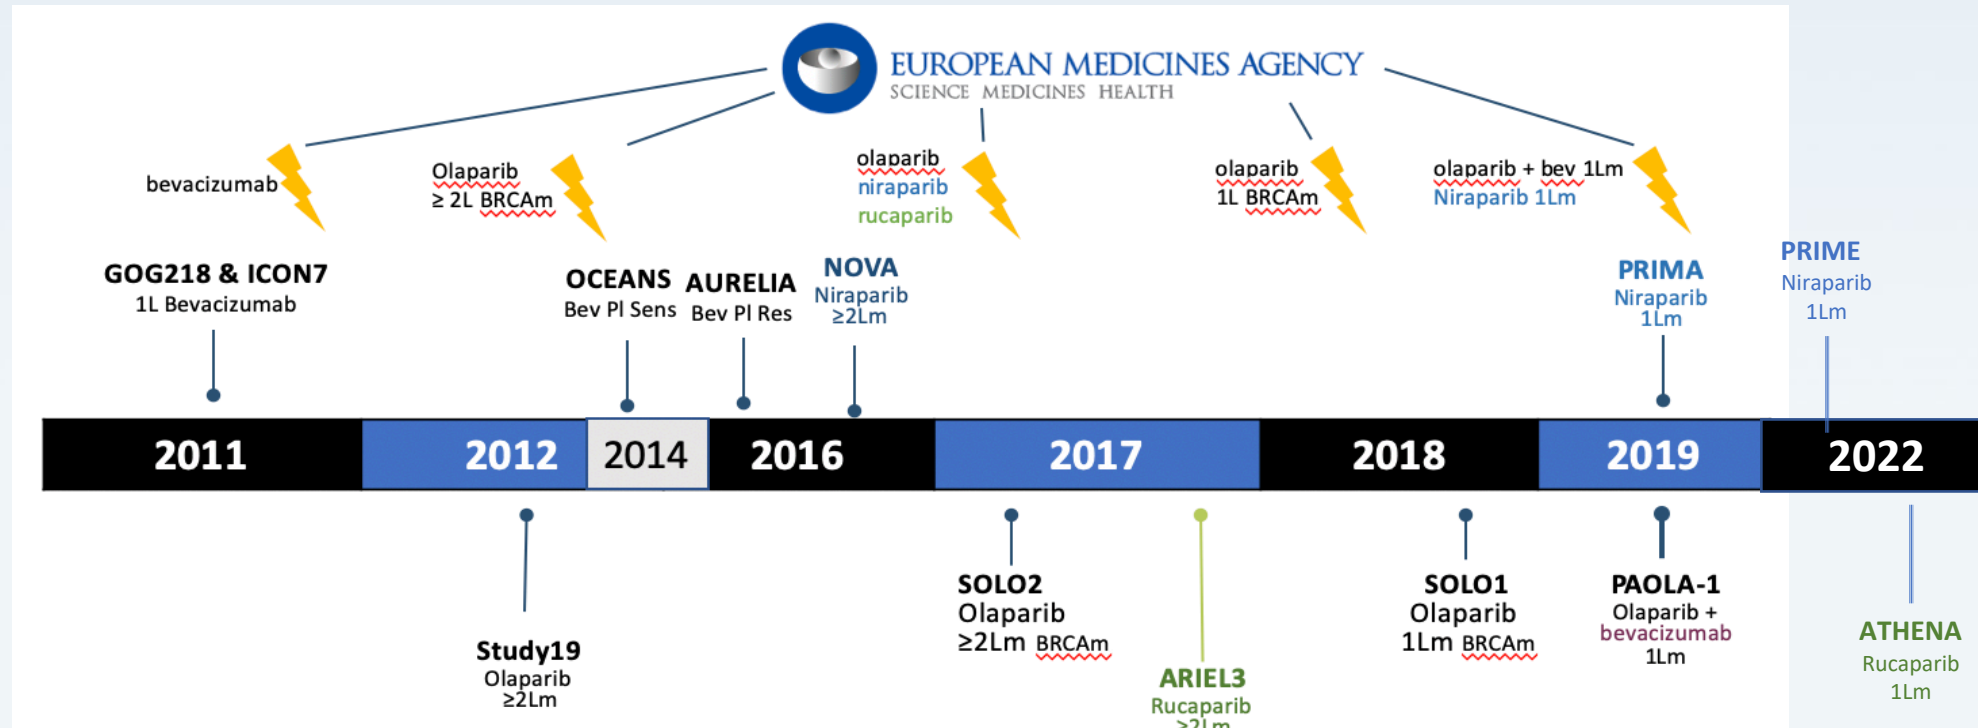 EUROPEAN MEDICINES AGENCY
SCIENCE MEDICINES HEALTH
bevacizumab
Olaparib
≥ 2L BRCAm
olaparib
niraparib
rucaparib
olaparib
1L BRCAm
olaparib + bev 1Lm
Niraparib 1Lm
GOG218 & ICON7
1L Bevacizumab
OCEANS
Bev Pl Sens
AURELIA
Bev Pl Res
NOVA
Niraparib
≥2Lm
PRIMA
Niraparib
1Lm
PRIME
Niraparib
1Lm
2011
2012
2014
2016
2017
2018
2019
2022
Study19
Olaparib
≥2Lm
SOLO2
Olaparib
≥2Lm BRCAm
ARIEL3
Rucaparib
≥2Lm
SOLO1
Olaparib
1Lm BRCAm
PAOLA-1
Olaparib +
bevacizumab
1Lm
ATHENA
Rucaparib
1Lm